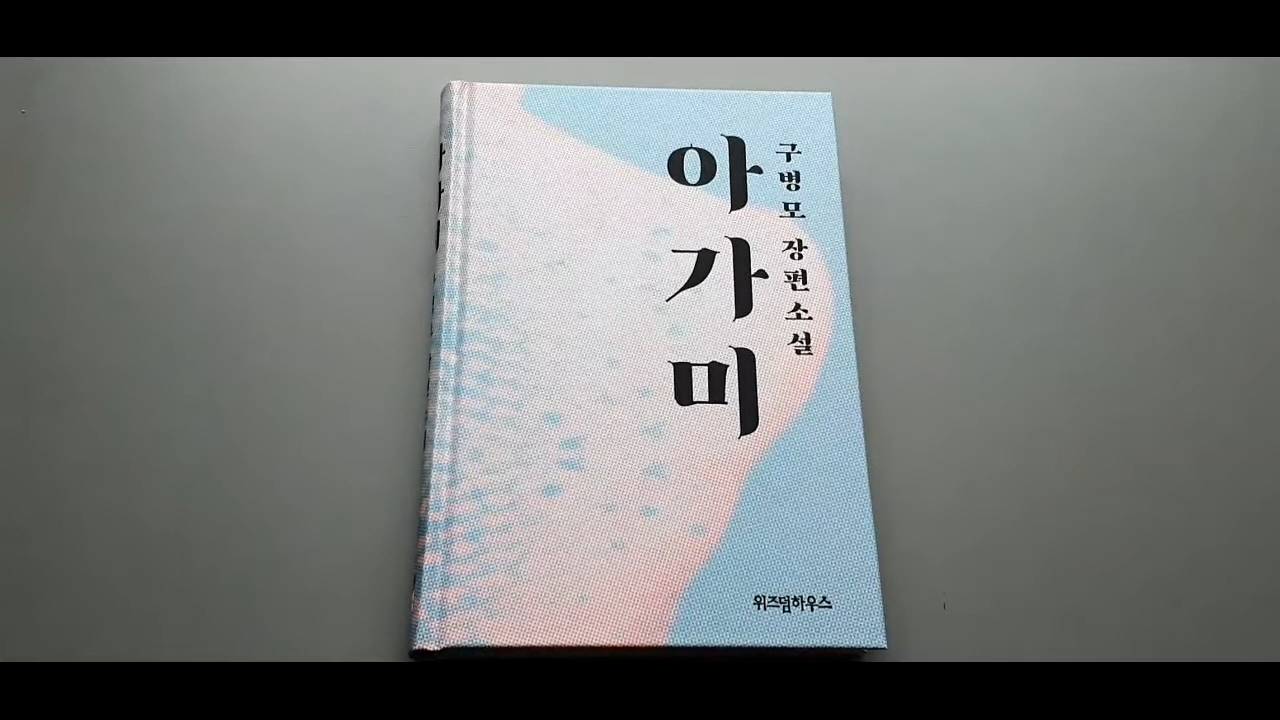 아가미
구병모 장편소설
위즈덤하우스